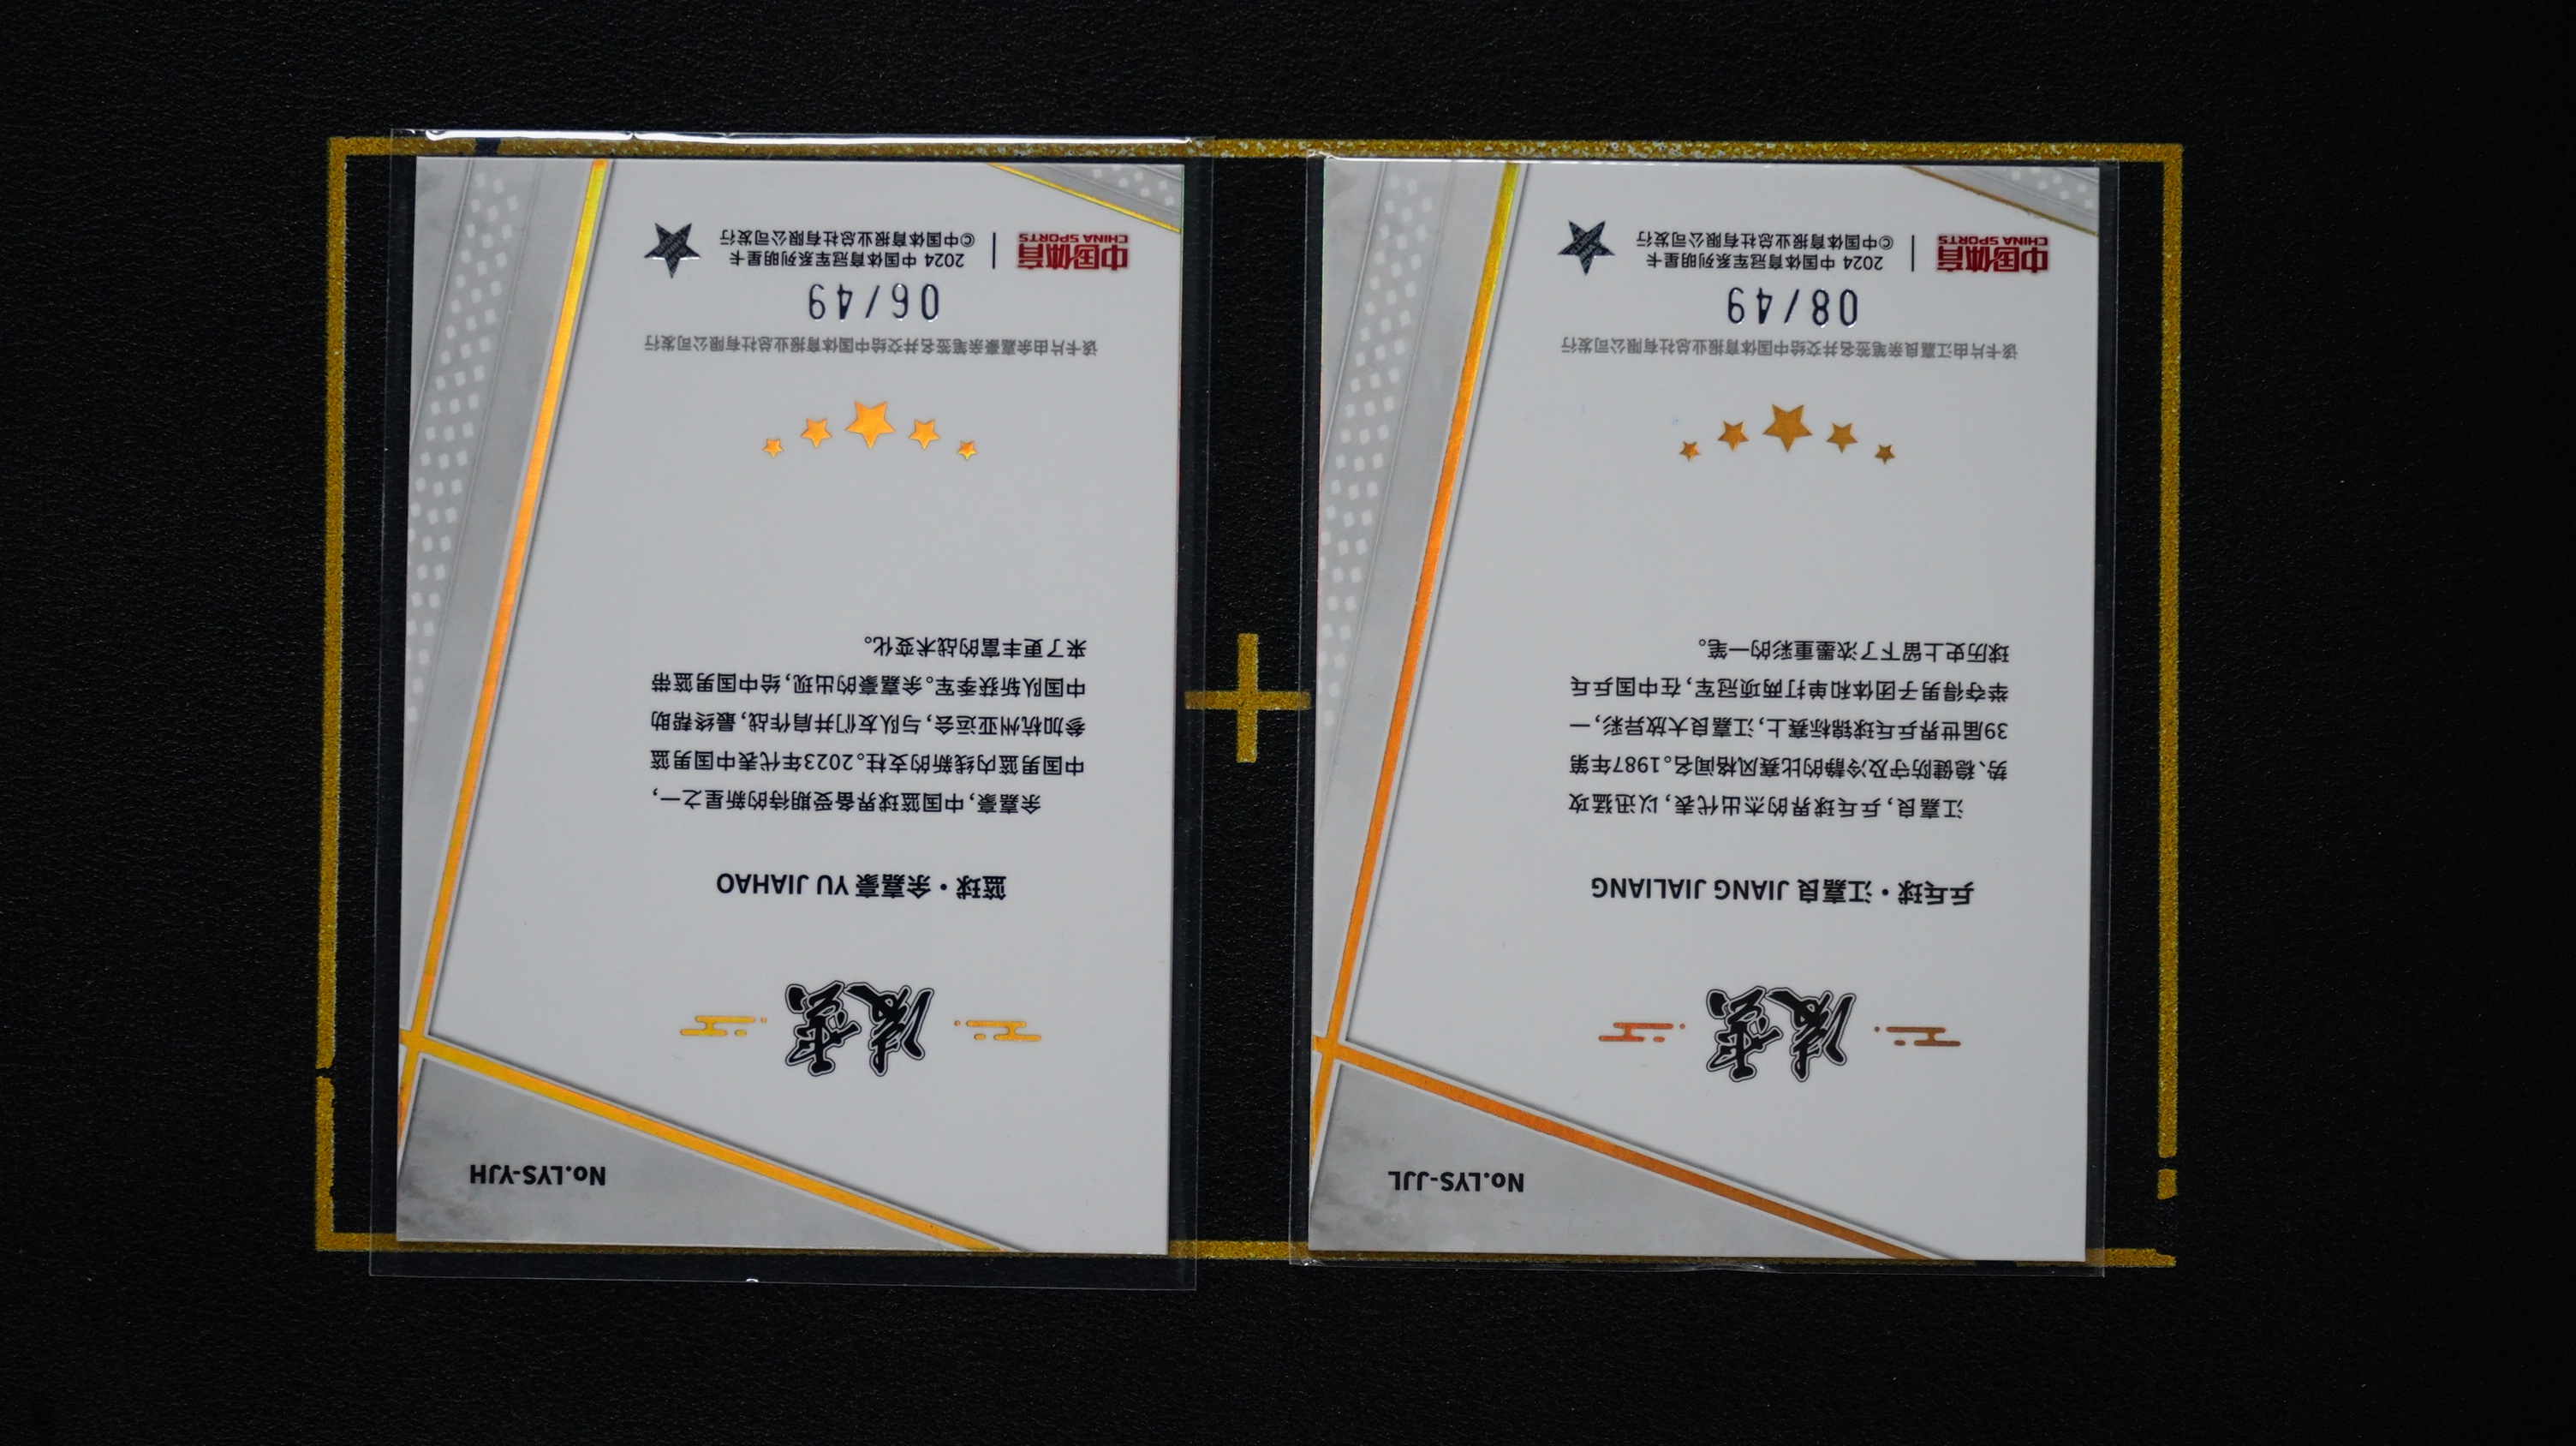 No.LYS-JJL
凌雲
乒乓球·江嘉良 JIANG JIALIANG
江嘉良，乒乓球界的杰出代表，以迅猛攻
势、稳健防守及冷静的比赛风格闻名。1987年第
39届世界乒乓球锦标赛上，江嘉良大放异彩，一
举夺得男子团体和单打两项冠军，在中国乒乓
球历史上留下了浓墨重彩的一笔。
该卡片由江嘉良亲笔签名并交给中国体育报业总社有限公司发行
08/49
中国体育
CHINA SPORTS
2024 中国体育冠军系列明星卡
©中国体育报业总社有限公司发行
No.LYS-YJH
凌雲
篮球·余嘉豪 YU JIAHAO
余嘉豪，中国篮球界备受期待的新星之一，
中国男篮内线新的支柱。2023年代表中国男篮
参加杭州亚运会，与队友们并肩作战，最终帮助
中国队斩获季军。余嘉豪的出现，给中国男篮带
来了更丰富的战术变化。
该卡片由余嘉豪亲笔签名并交给中国体育报业总社有限公司发行
06/49
中国体育
CHINA SPORTS
2024 中国体育冠军系列明星卡
©中国体育报业总社有限公司发行